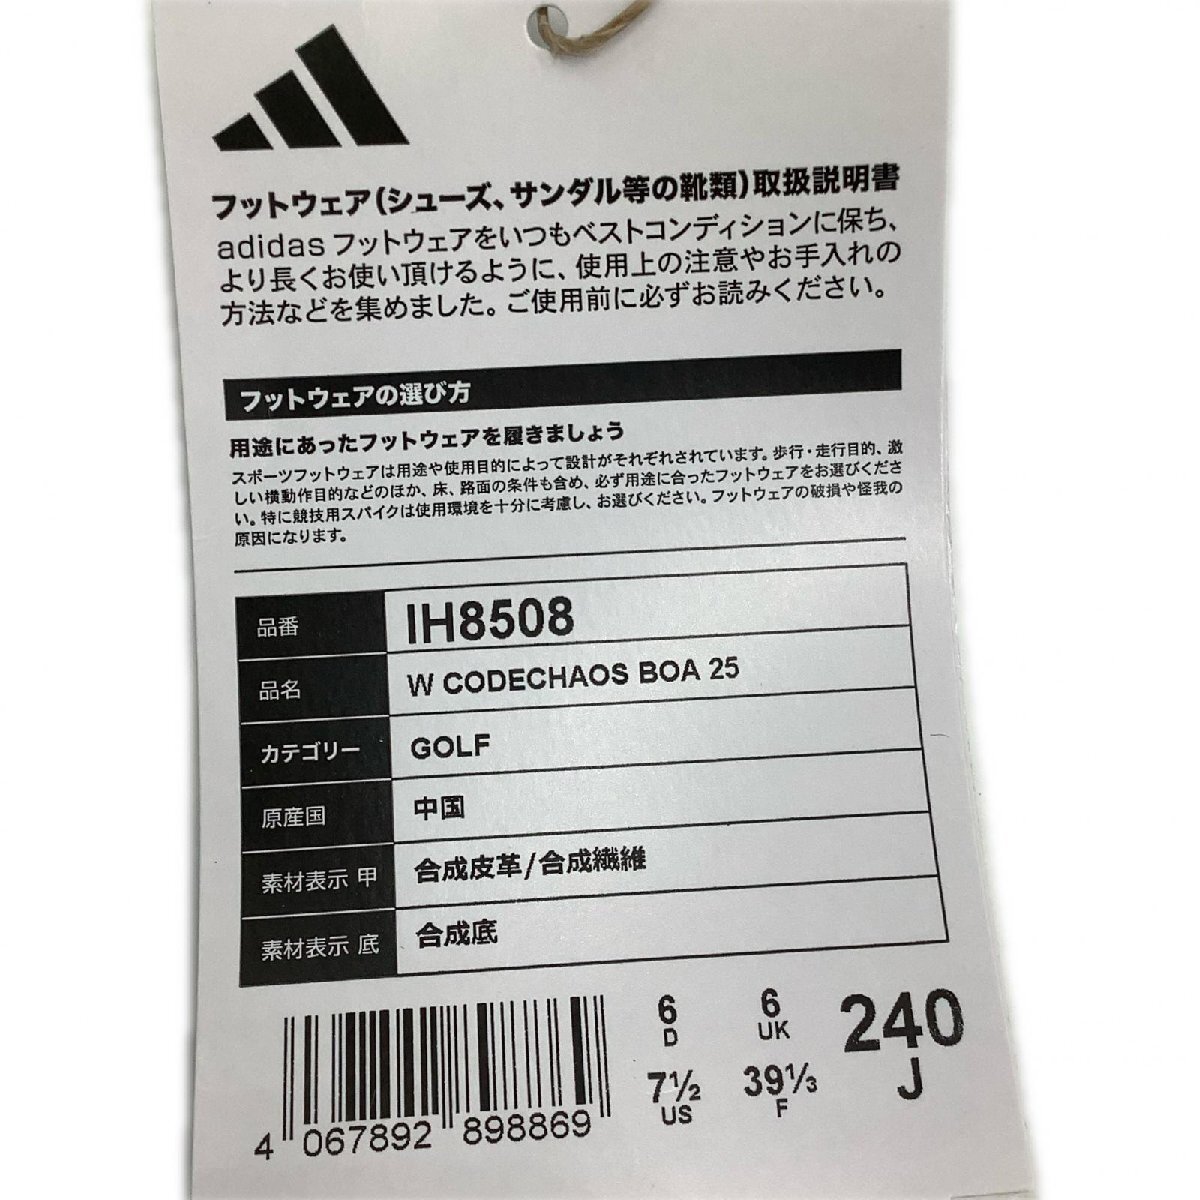 フットウェア(シューズ、サンダル等の靴類)取扱説明書
adidas フットウェアをいつもベストコンディションに保ち、
より長くお使い頂けるように、使用上の注意やお手入れの
方法などを集めました。ご使用前に必ずお読みください。
フットウェアの選び方
用途にあったフットウェアを履きましょう
スポーツフットウェアは用途や使用目的によって設計がそれぞれされています。歩行・走行目的、激
しい横動作目的などのほか、床、路面の条件も含め、必ず用途に合ったフットウェアをお選びくださ
い。特に競技用スパイクは使用環境を十分に考慮し、お選びください。フットウェアの破損や怪我の
原因になります。
品番 IH8508
品名 W CODECHAOS BOA 25
カテゴリー GOLF
原産国 中国
素材表示 甲 合成皮革/合成繊維
素材表示 底 合成底
6 6 240
D UK J
7½ 39⅓
US F
4 067892 898869